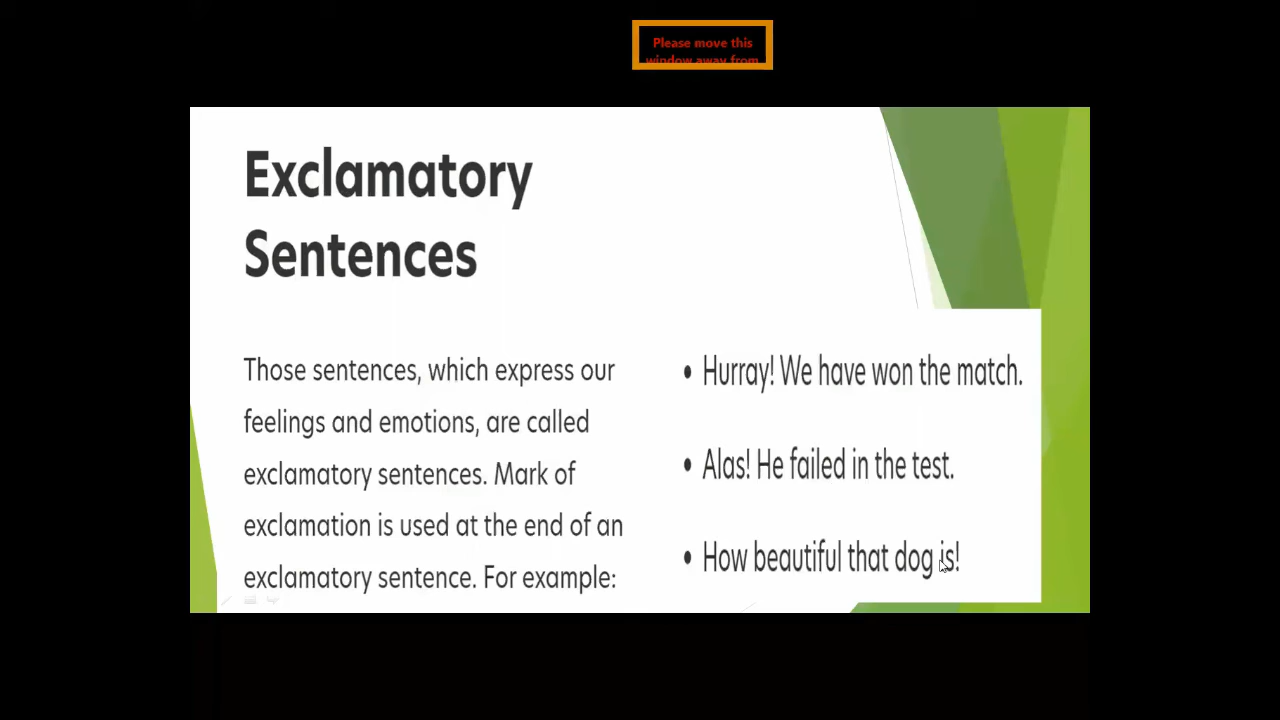 Please move this
window away from
Exclamatory
Sentences
Those sentences, which express our
feelings and emotions, are called
exclamatory sentences. Mark of
exclamation is used at the end of an
exclamatory sentence. For example:
• Hurray! We have won the match.
• Alas! He failed in the test.
• How beautiful that dog is!